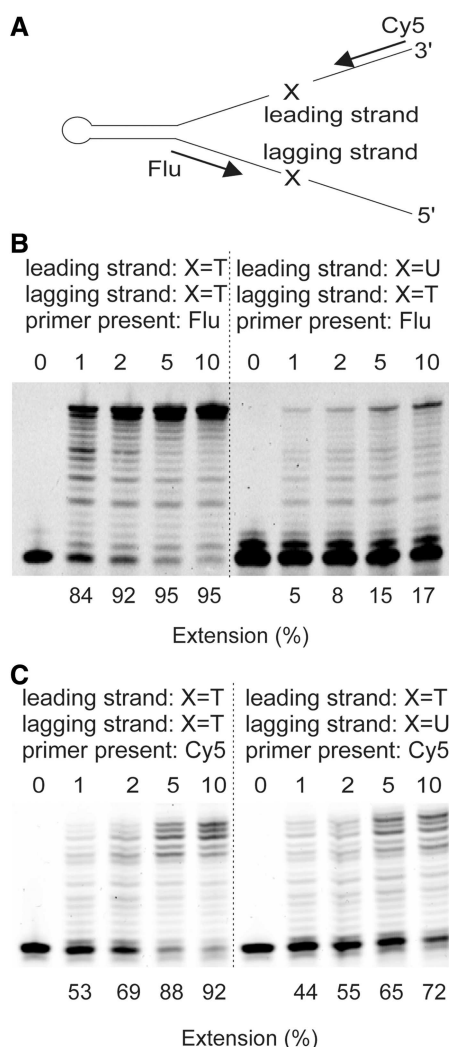 A
Cy5
3'
X
leading strand
lagging strand
Flu
X
5'
B
leading strand: X=T
lagging strand: X=T
primer present: Flu
leading strand: X=U
lagging strand: X=T
primer present: Flu
0 1 2 5 10 0 1 2 5 10
84 92 95 95 5 8 15 17
Extension (%)
C
leading strand: X=T
lagging strand: X=T
primer present: Cy5
leading strand: X=T
lagging strand: X=U
primer present: Cy5
0 1 2 5 10 0 1 2 5 10
53 69 88 92 44 55 65 72
Extension (%)